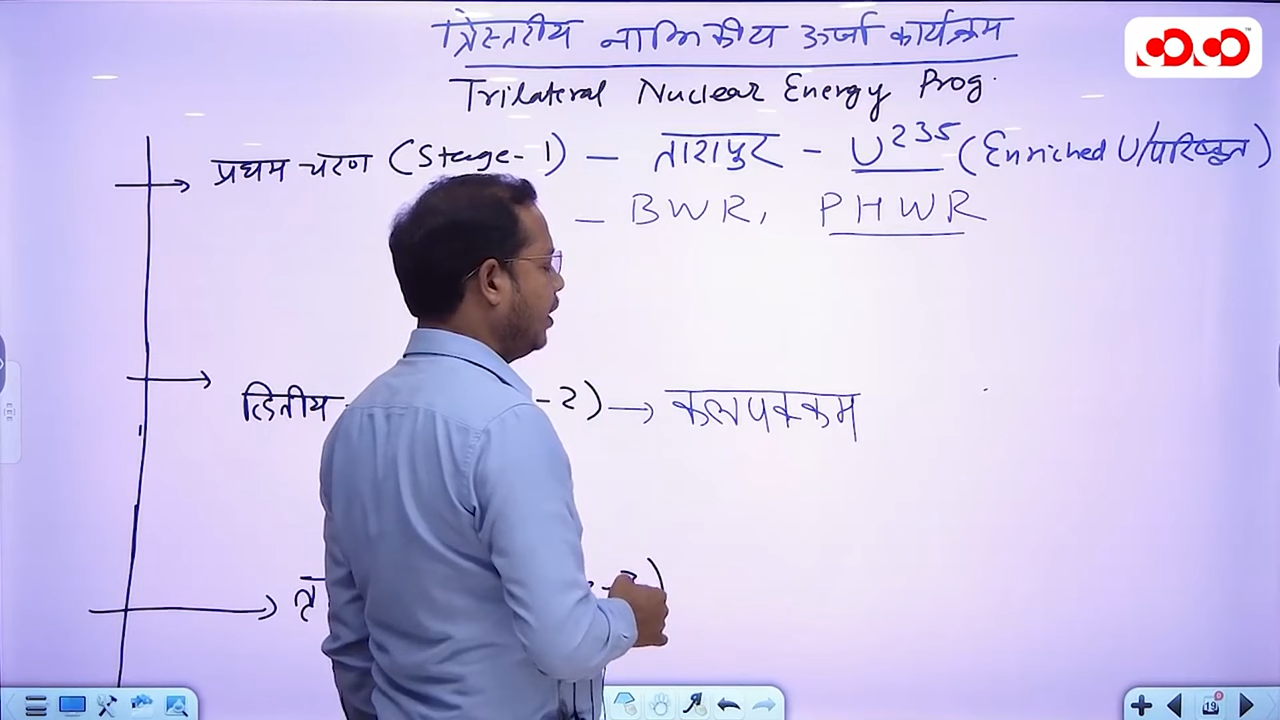 त्रिस्तरीय नाभिकीय ऊर्जा कार्यक्रम
Trilateral Nuclear Energy Prog.
प्रथम चरण (Stage-1) – तारापुर – U235 (Enriched U/परिष्कृत)
– BWR, PHWR
द्वितीय -2) → कलपक्कम
19